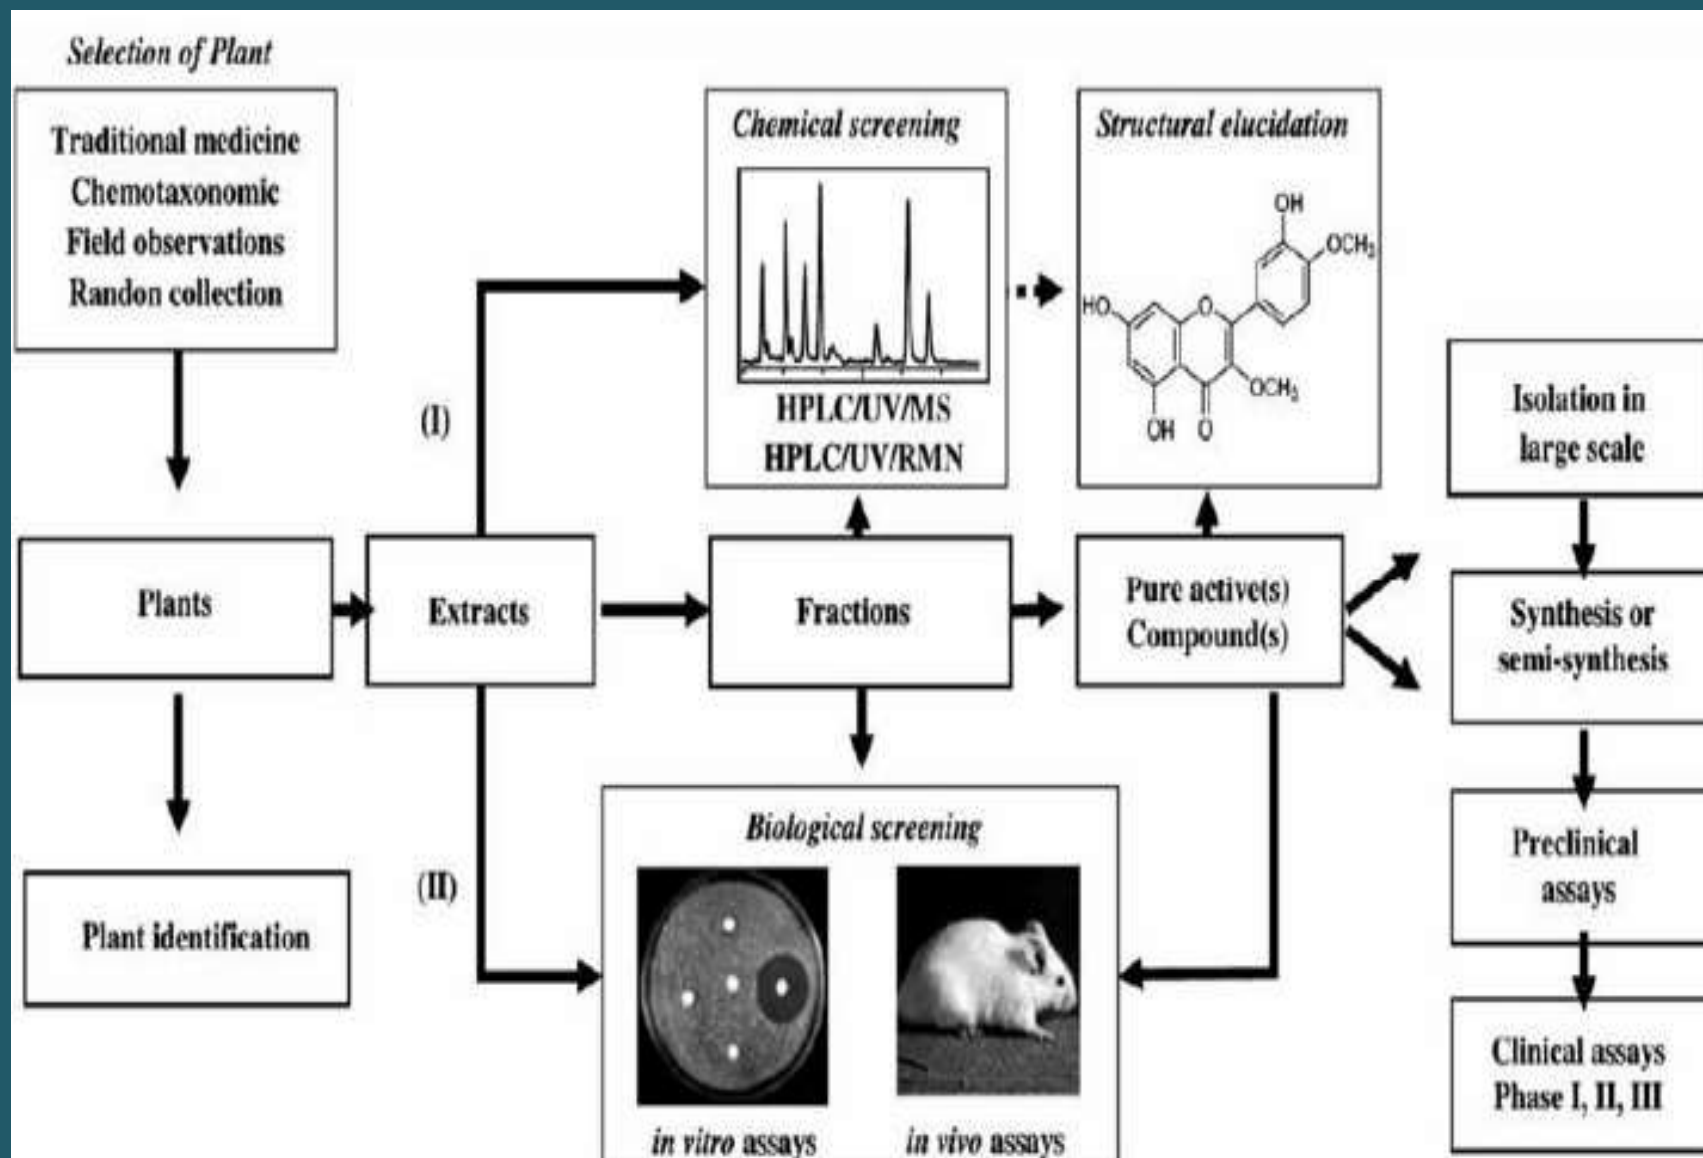 Selection of Plant
Traditional medicine
Chemotaxonomic
Field observations
Randon collection
Plants
Plant identification
(I)
(II)
Extracts
Chemical screening
HPLC/UV/MS
HPLC/UV/RMN
Fractions
Structural elucidation
OH
OCH3
HO
O
OCH3
OH
O
Pure active(s)
Compound(s)
Biological screening
in vitro assays
in vivo assays
Isolation in
large scale
Synthesis or
semi-synthesis
Preclinical
assays
Clinical assays
Phase I, II, III